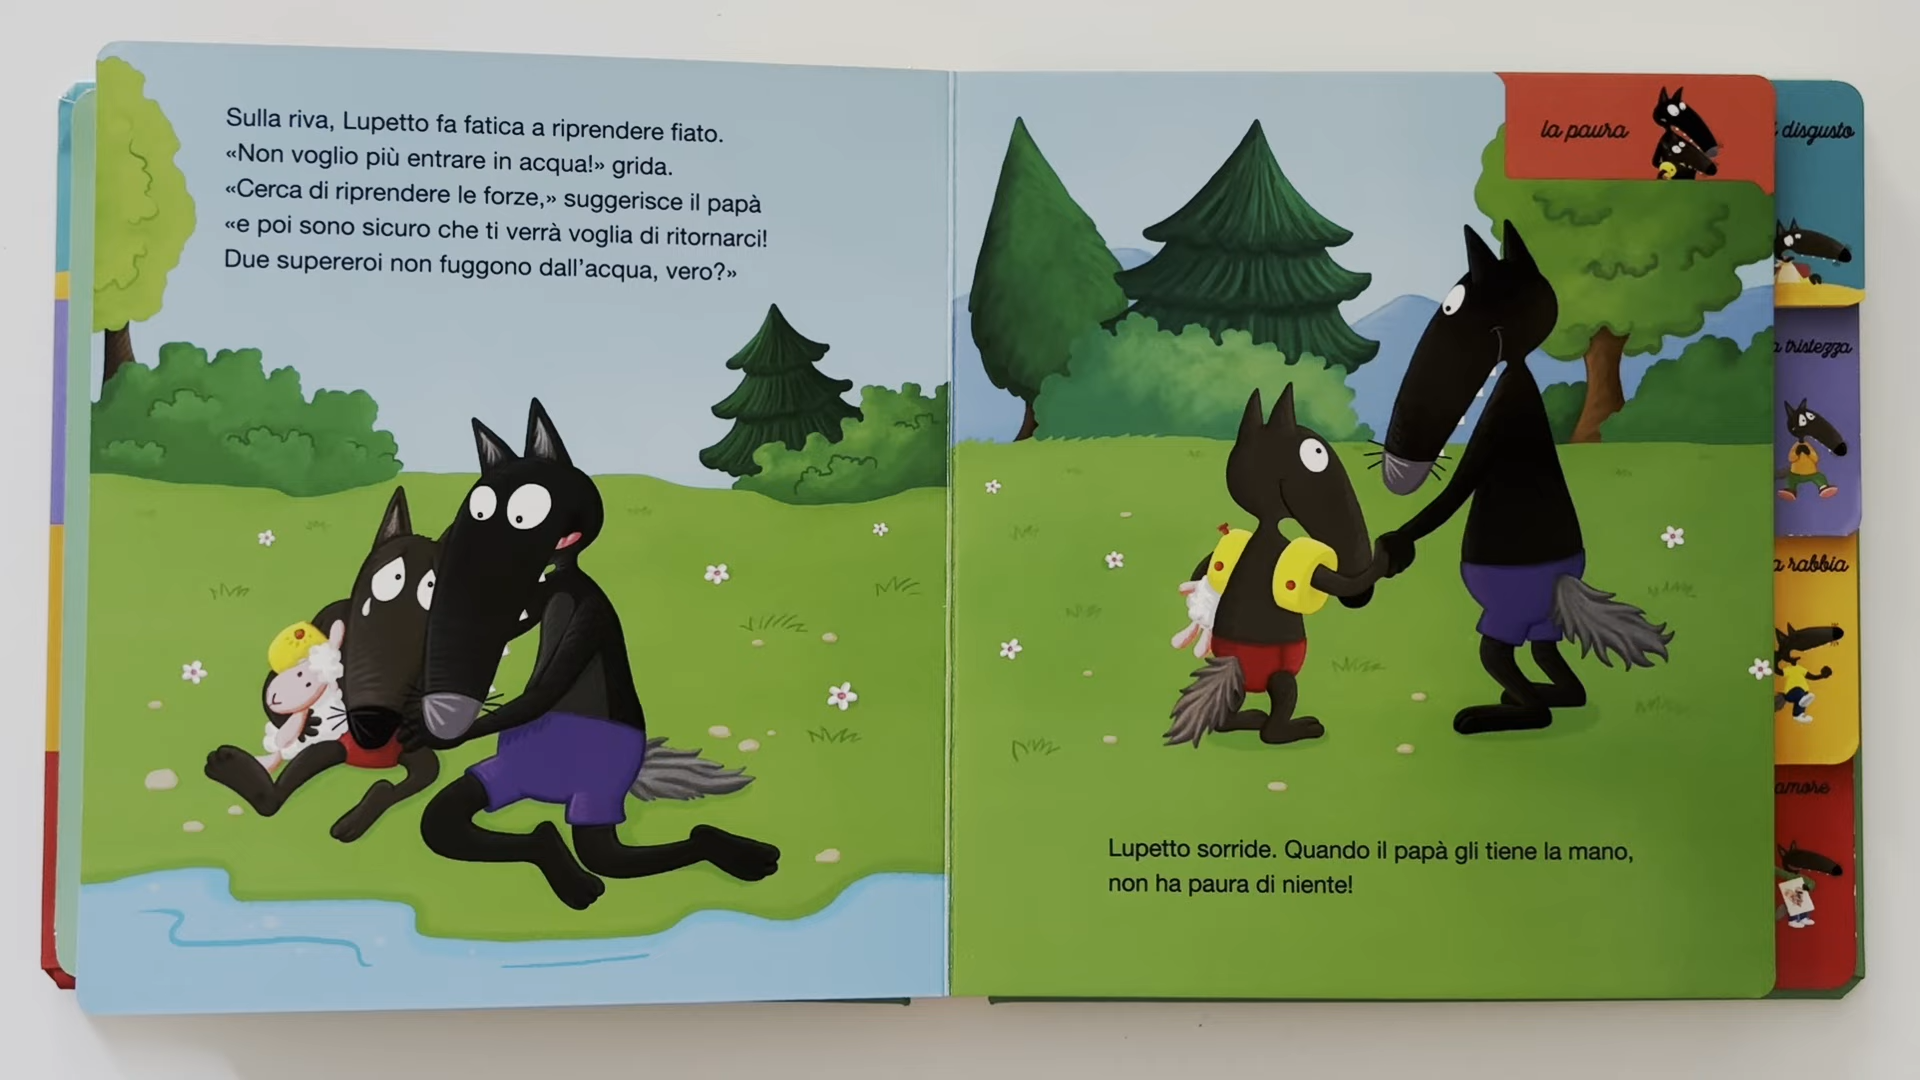 Sulla riva, Lupetto fa fatica a riprendere fiato.
«Non voglio più entrare in acqua!» grida.
«Cerca di riprendere le forze,» suggerisce il papà
«e poi sono sicuro che ti verrà voglia di ritornarci!
Due supereroi non fuggono dall'acqua, vero?»
la paura
disgusto
tristezza
rabbia
amore
Lupetto sorride. Quando il papà gli tiene la mano,
non ha paura di niente!